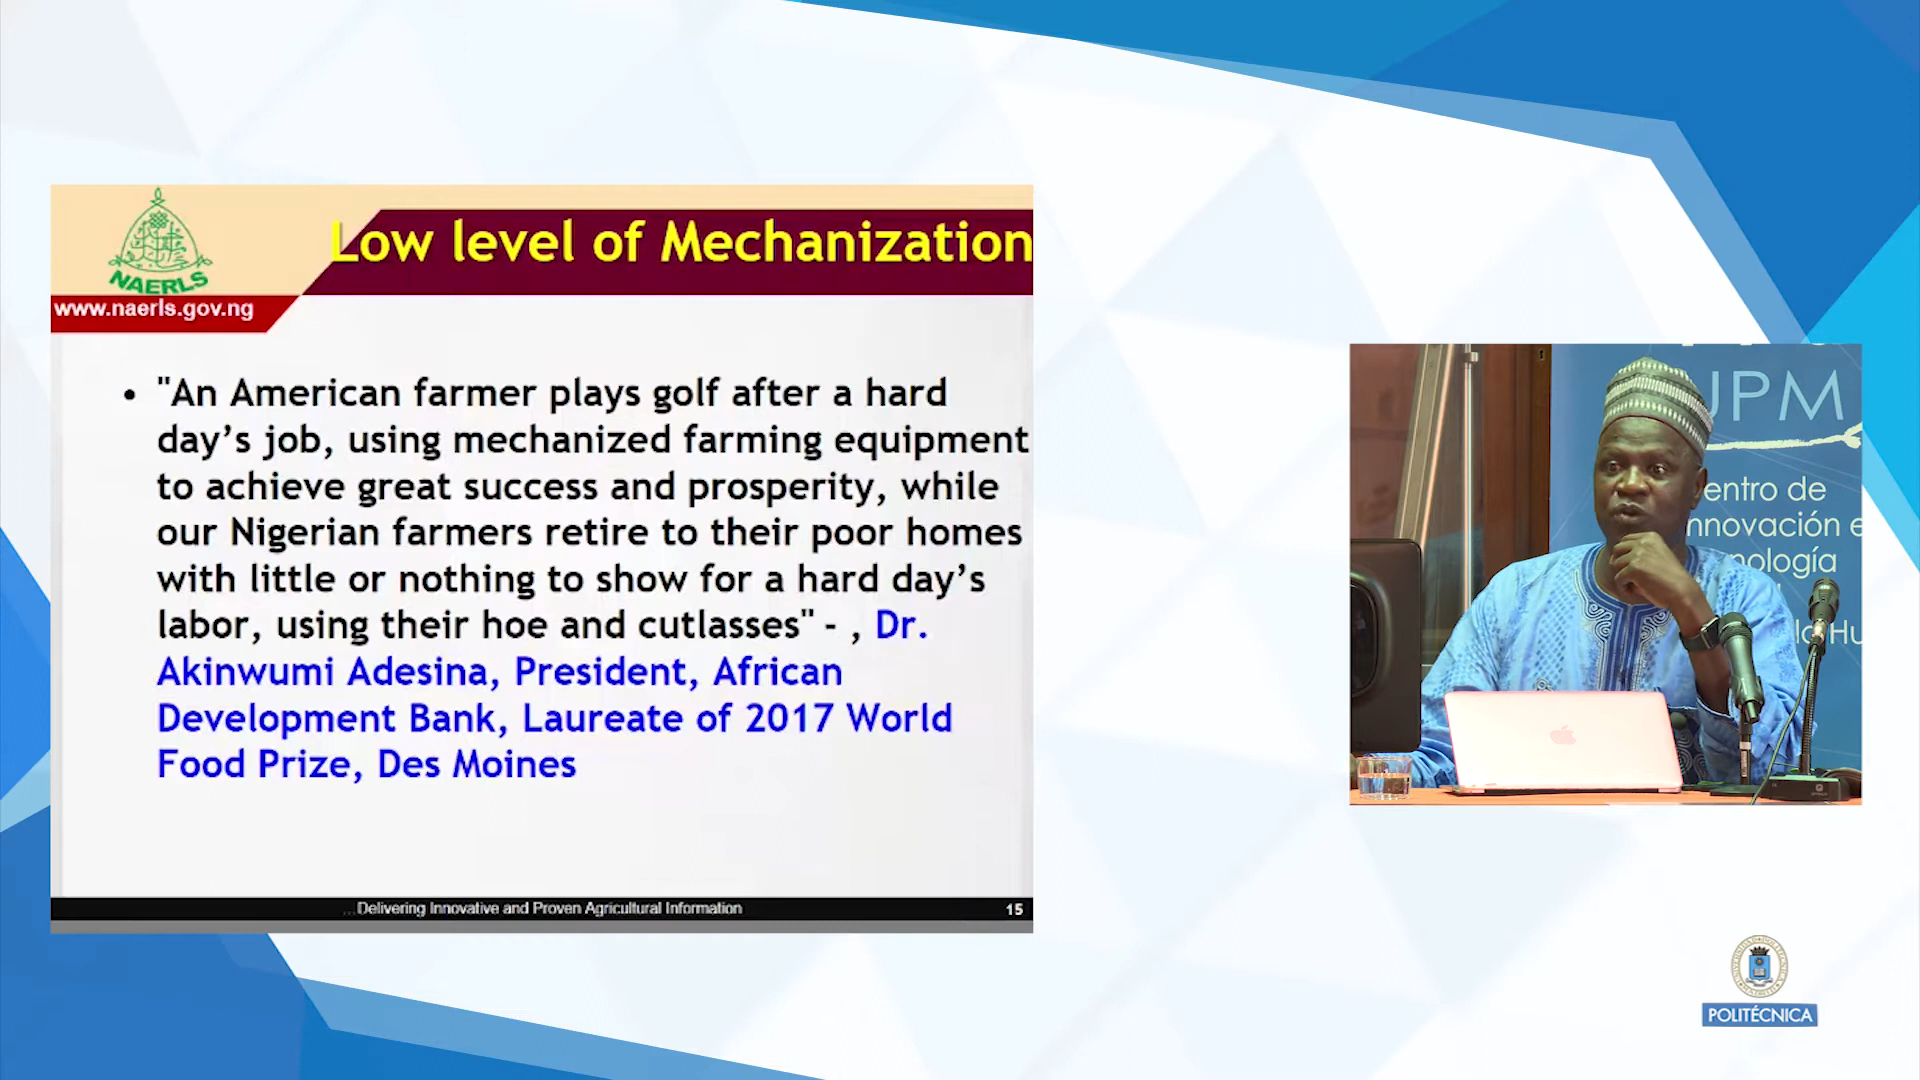 Low level of Mechanization
NAERLS
www.naerls.gov.ng
• "An American farmer plays golf after a hard
day’s job, using mechanized farming equipment
to achieve great success and prosperity, while
our Nigerian farmers retire to their poor homes
with little or nothing to show for a hard day’s
labor, using their hoe and cutlasses" - , Dr.
Akinwumi Adesina, President, African
Development Bank, Laureate of 2017 World
Food Prize, Des Moines
...Delivering Innovative and Proven Agricultural Information
15
UPM
entro de
nnovación e
nología
Hu
POLITÉCNICA